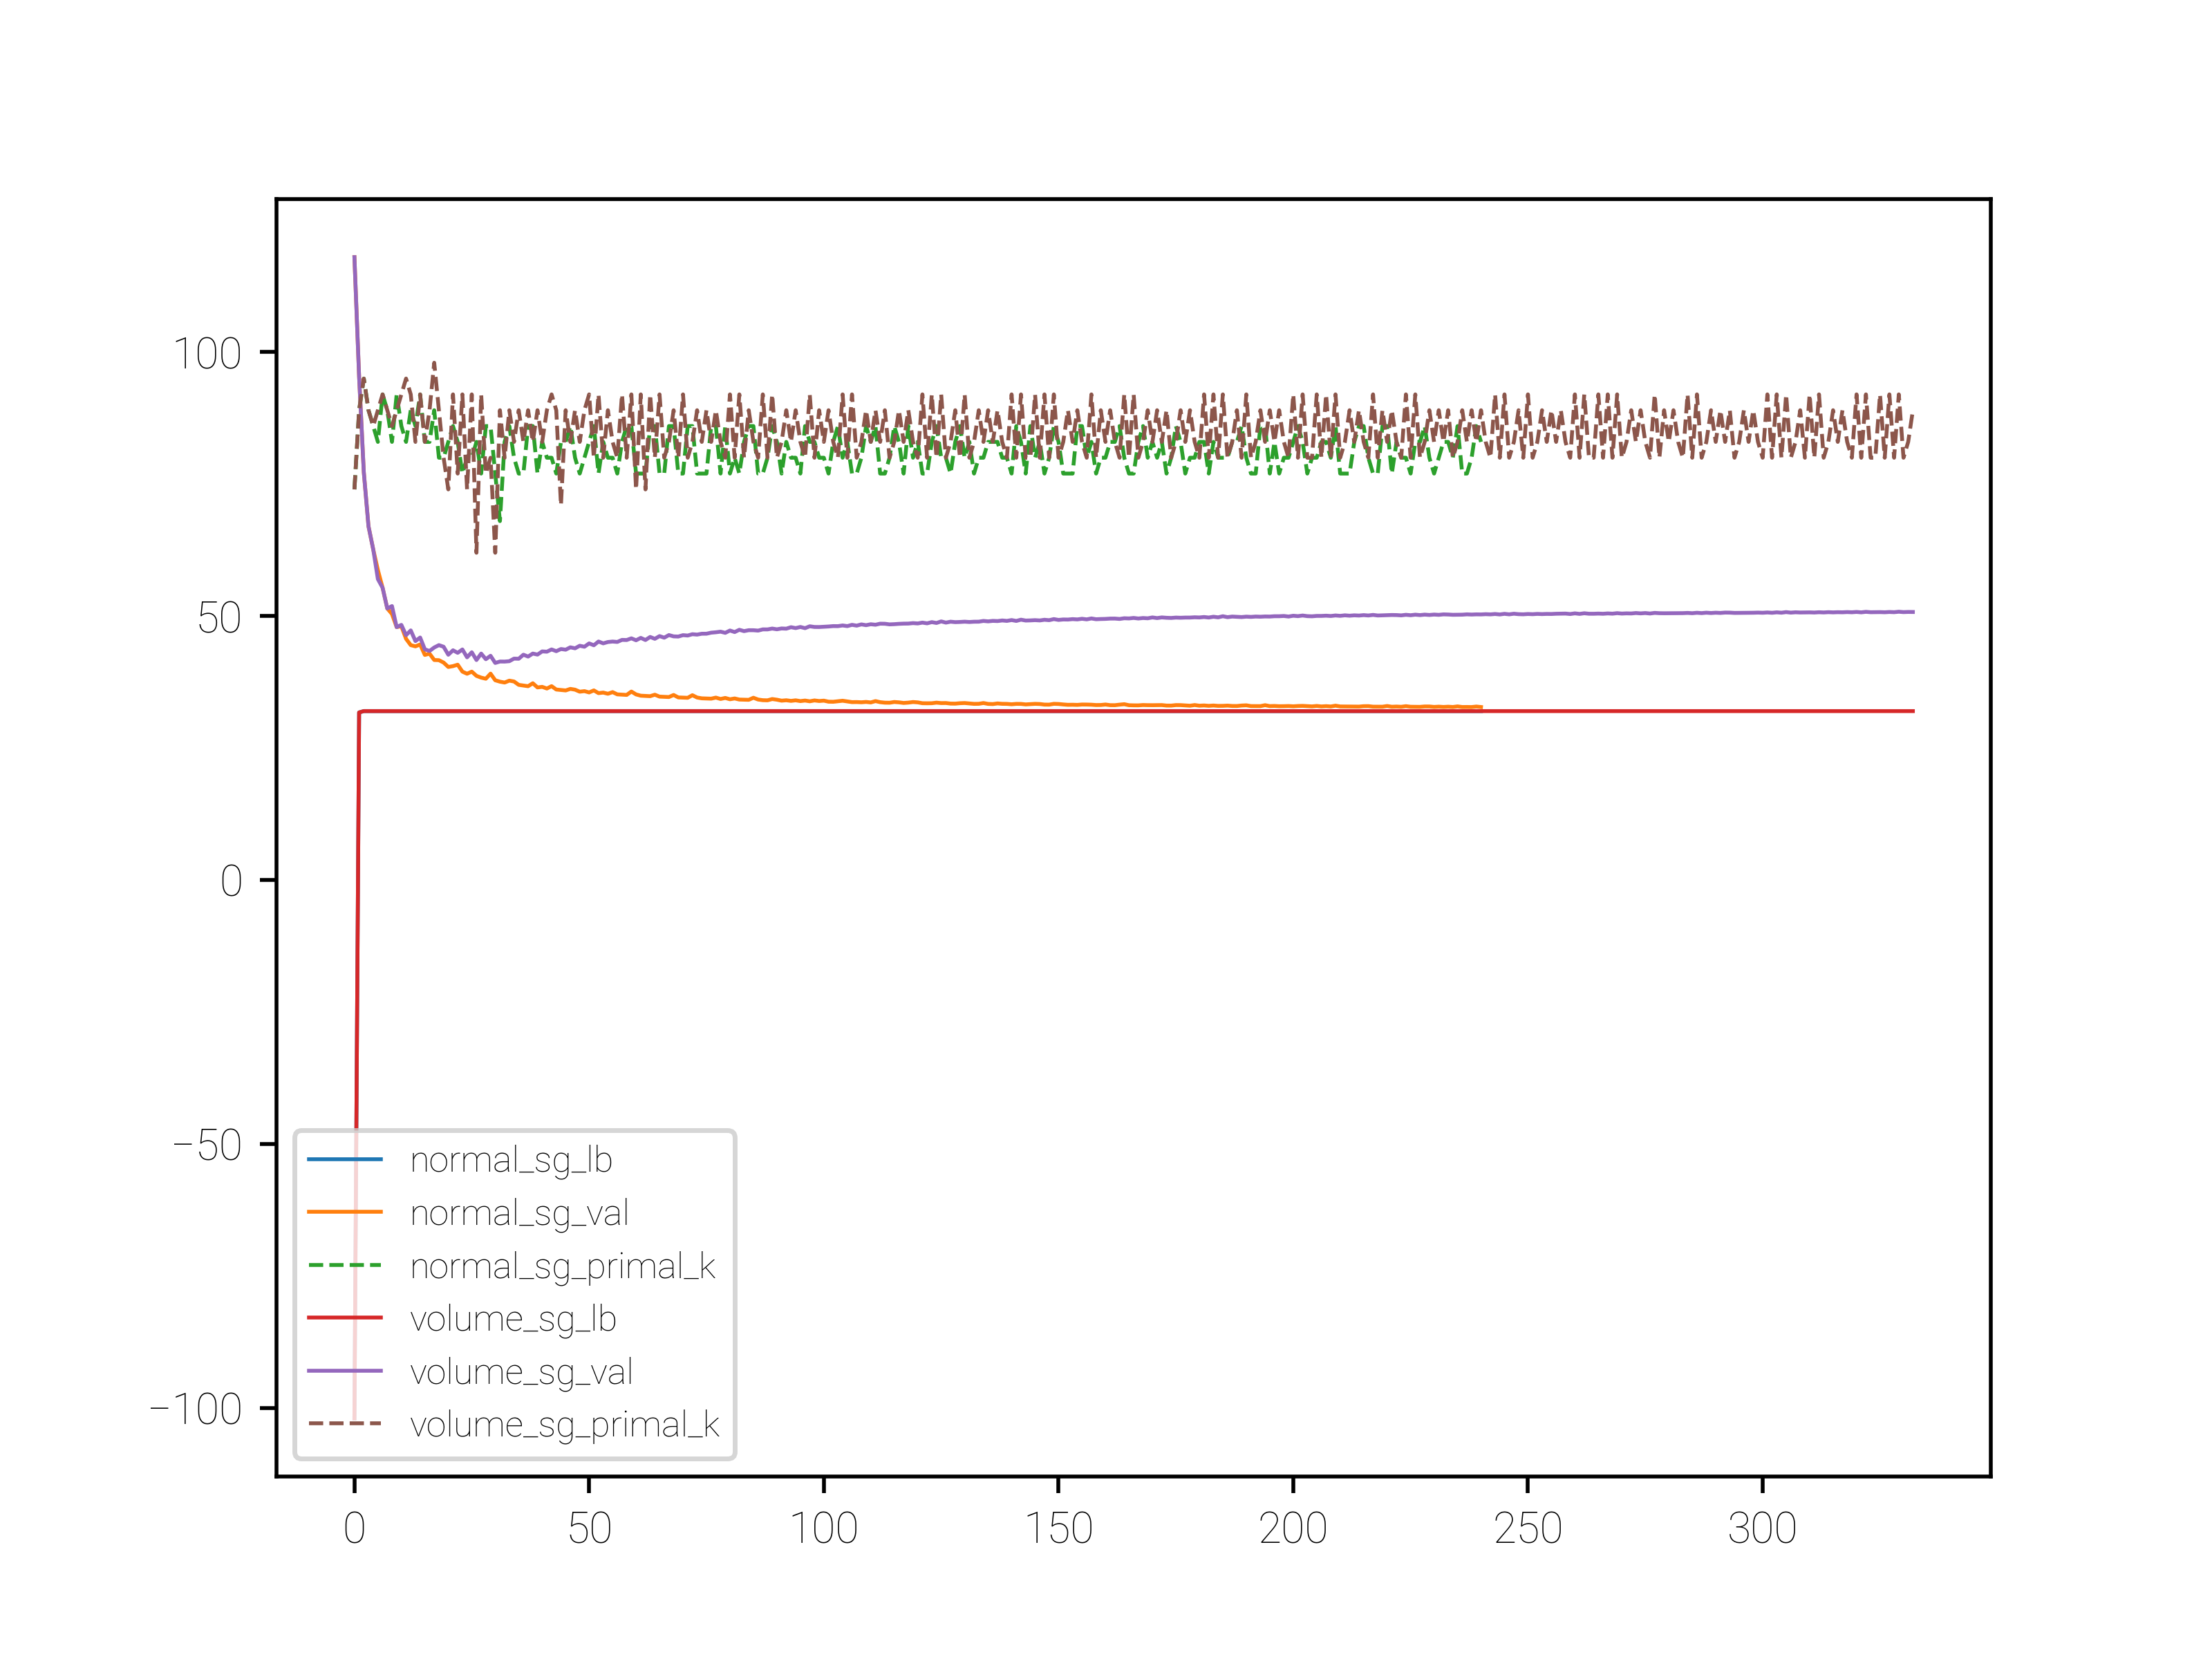 100
50
0
−50
−100
normal_sg_lb
normal_sg_val
normal_sg_primal_k
volume_sg_lb
volume_sg_val
volume_sg_primal_k
0 50 100 150 200 250 300